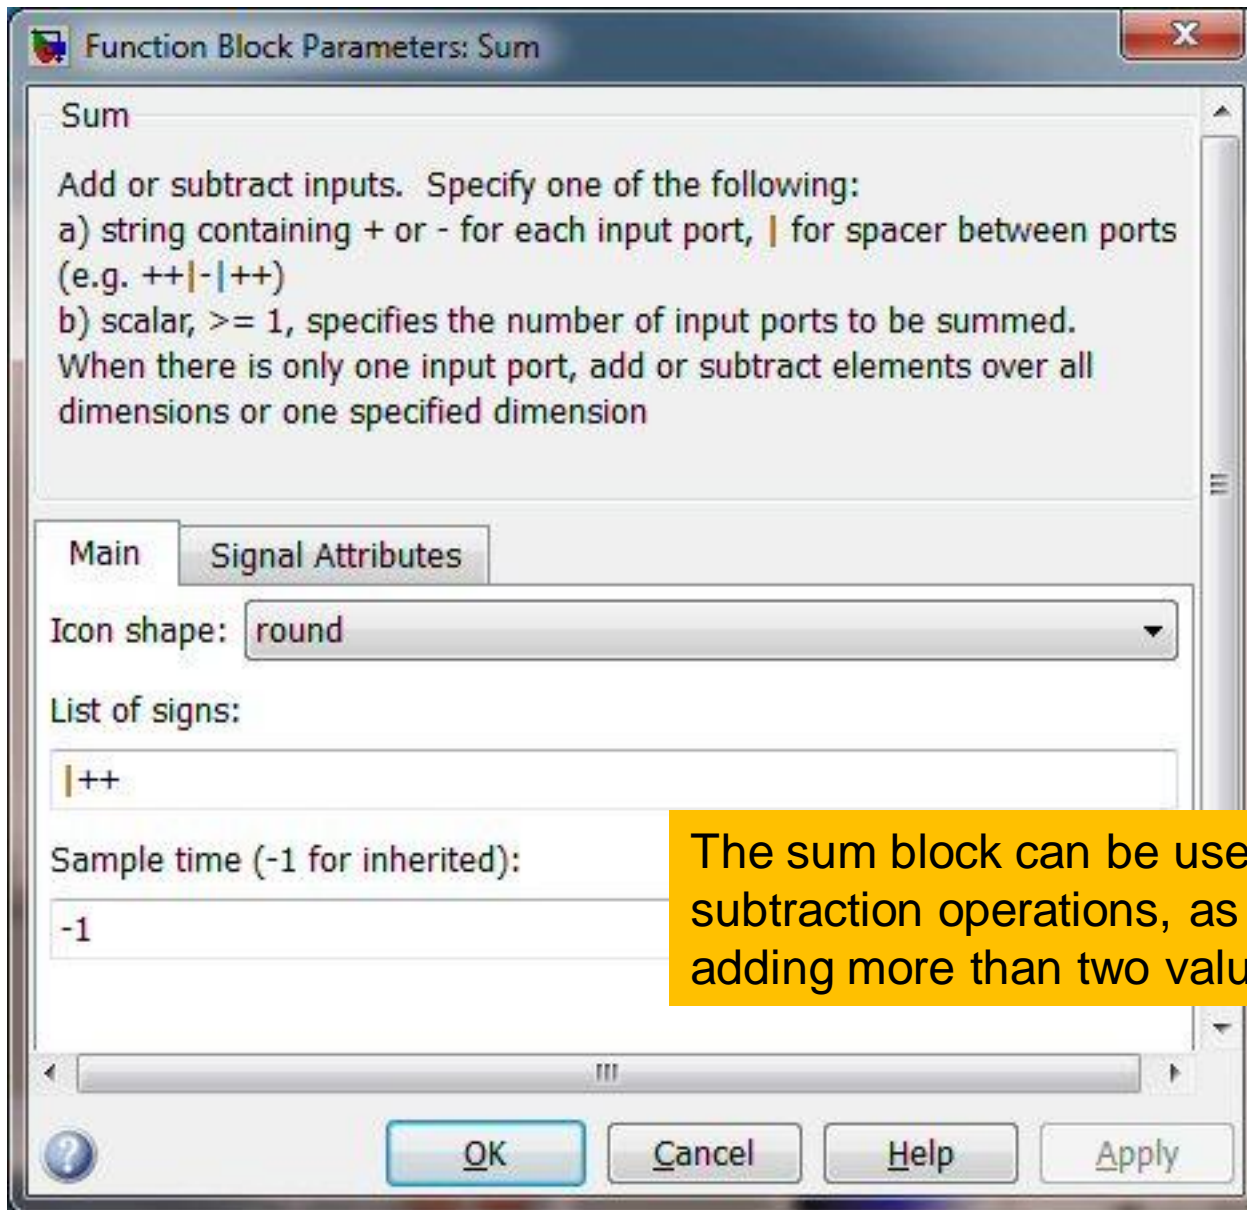 Function Block Parameters: Sum
Sum
Add or subtract inputs. Specify one of the following:
a) string containing + or - for each input port, | for spacer between ports
(e.g. ++|-|++)
b) scalar, >= 1, specifies the number of input ports to be summed.
When there is only one input port, add or subtract elements over all
dimensions or one specified dimension
Main Signal Attributes
Icon shape: round
List of signs:
|++
Sample time (-1 for inherited):
-1
The sum block can be use
subtraction operations, as
adding more than two valu
OK Cancel Help Apply